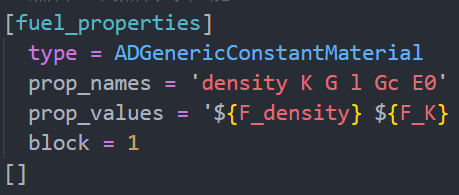 [fuel_properties]
type = ADGenericConstantMaterial
prop_names = 'density K G l Gc E0'
prop_values = '${F_density} ${F_K}
block = 1
[]